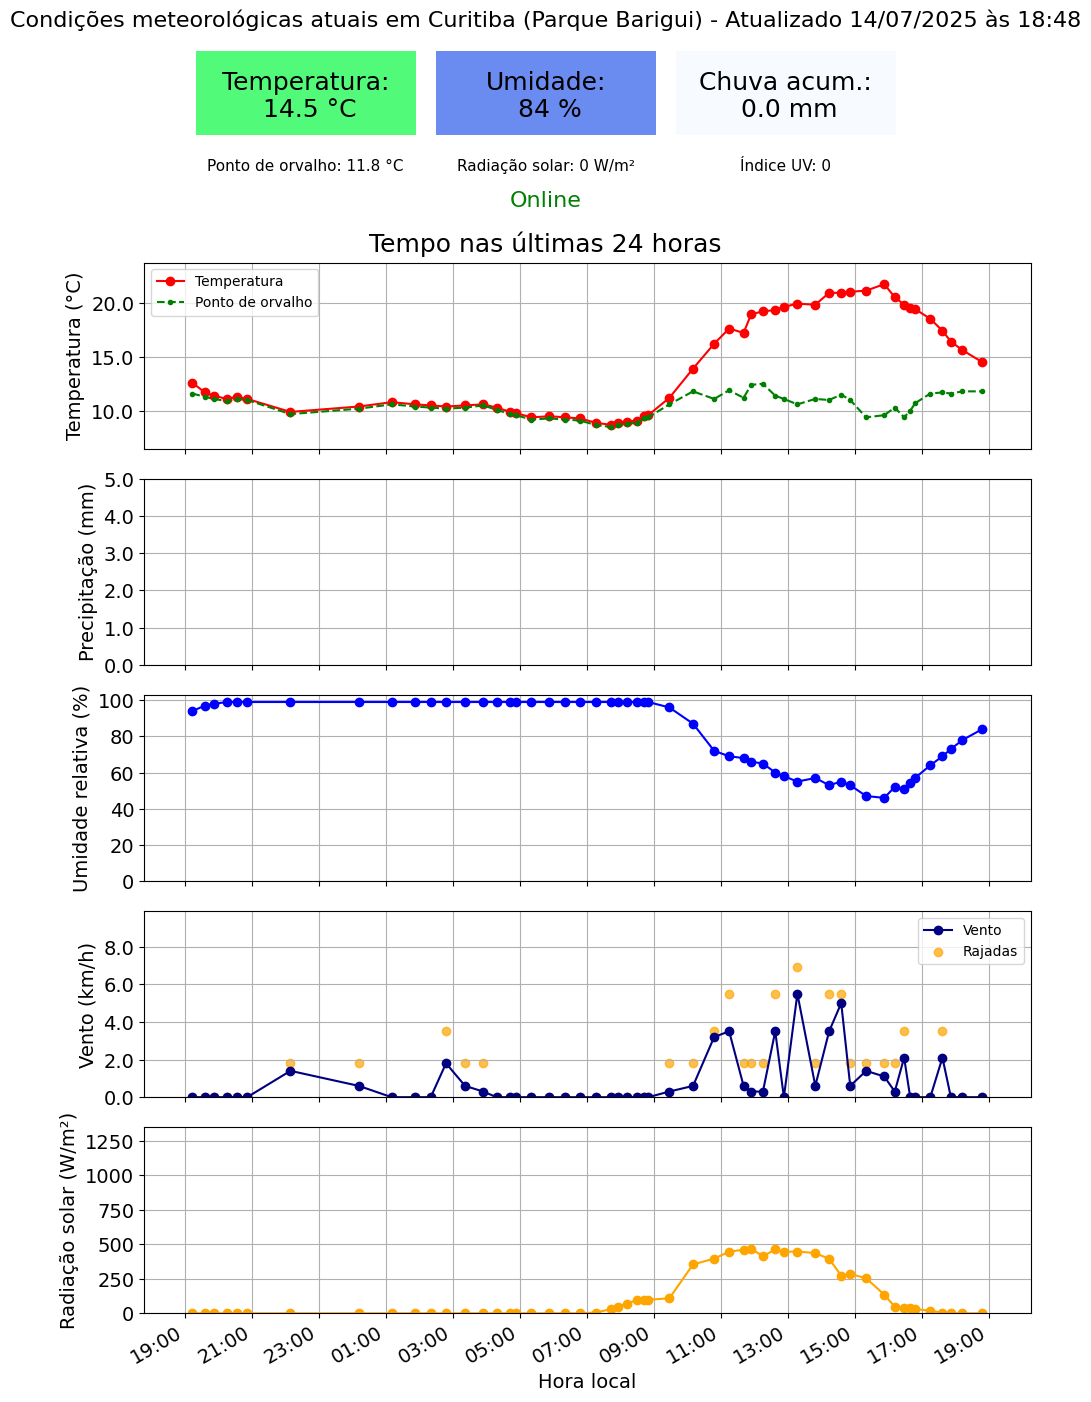 Condições meteorológicas atuais em Curitiba (Parque Barigui) - Atualizado 14/07/2025 às 18:48
Temperatura:
14.5 °C
Umidade:
84 %
Chuva acum.:
0.0 mm
Ponto de orvalho: 11.8 °C
Radiação solar: 0 W/m²
Índice UV: 0
Online
Tempo nas últimas 24 horas
Temperatura (°C)
20.0
15.0
10.0
Temperatura
Ponto de orvalho
Precipitação (mm)
5.0
4.0
3.0
2.0
1.0
0.0
Umidade relativa (%)
100
80
60
40
20
0
Vento (km/h)
8.0
6.0
4.0
2.0
0.0
Vento
Rajadas
Radiação solar (W/m²)
1250
1000
750
500
250
0
19:00
21:00
23:00
01:00
03:00
05:00
07:00
09:00
11:00
13:00
15:00
17:00
19:00
Hora local